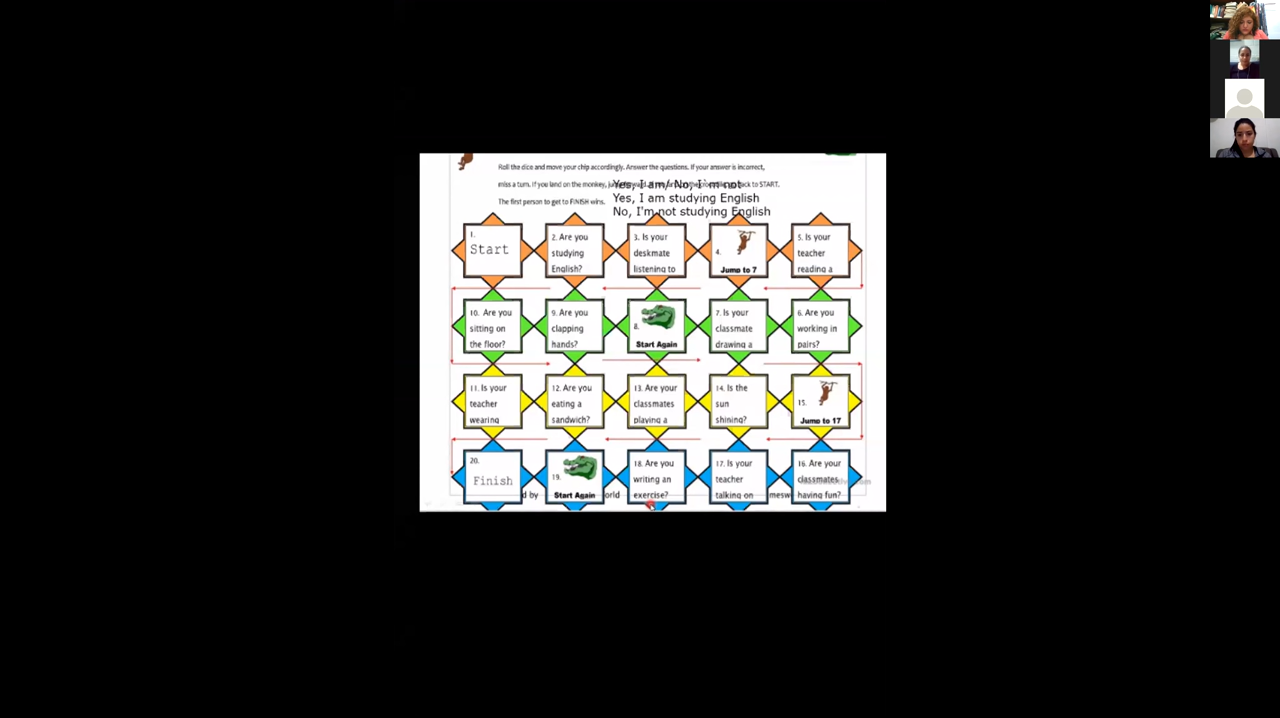 Roll the dice and move your chip accordingly. Answer the questions. If your answer is incorrect,
miss a turn. If you land on the monkey, back to START.
The first person to get to FINISH wins.
Yes, I am/ No, I`m not
Yes, I am studying English
No, I'm not studying English
1.
Start
2. Are you
studying
English?
3. Is your
deskmate
listening to
4.
Jump to 7
5. Is your
teacher
reading a
10. Are you
sitting on
the floor?
9. Are you
clapping
hands?
8.
Start Again
7. Is your
classmate
drawing a
6. Are you
working in
pairs?
11. Is your
teacher
wearing
12. Are you
eating a
sandwich?
13. Are your
classmates
playing a
14. Is the
sun
shining?
15.
Jump to 17
20.
Finish
19.
Start Again
18. Are you
writing an
exercise?
17. Is your
teacher
talking on
16. Are your
classmates
having fun?